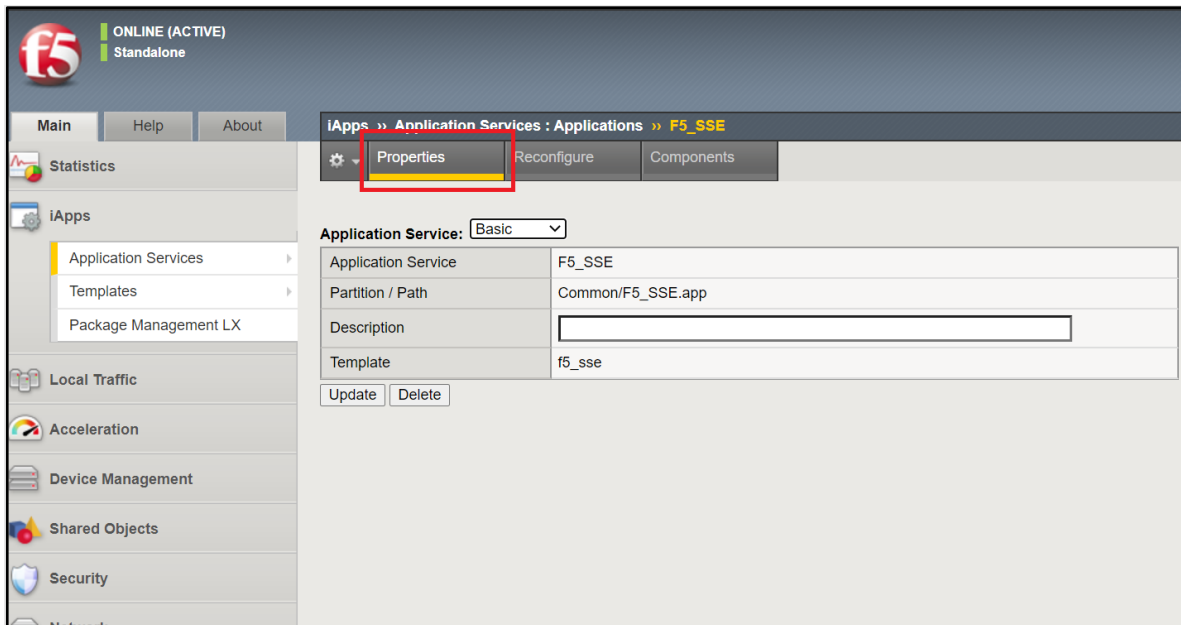 f5
ONLINE (ACTIVE)
Standalone
Main Help About
iApps ›› Application Services : Applications ›› F5_SSE
Properties Reconfigure Components
Statistics
iApps
Application Services
Templates
Package Management LX
Local Traffic
Acceleration
Device Management
Shared Objects
Security
Application Service: Basic
Application Service F5_SSE
Partition / Path Common/F5_SSE.app
Description
Template f5_sse
Update Delete